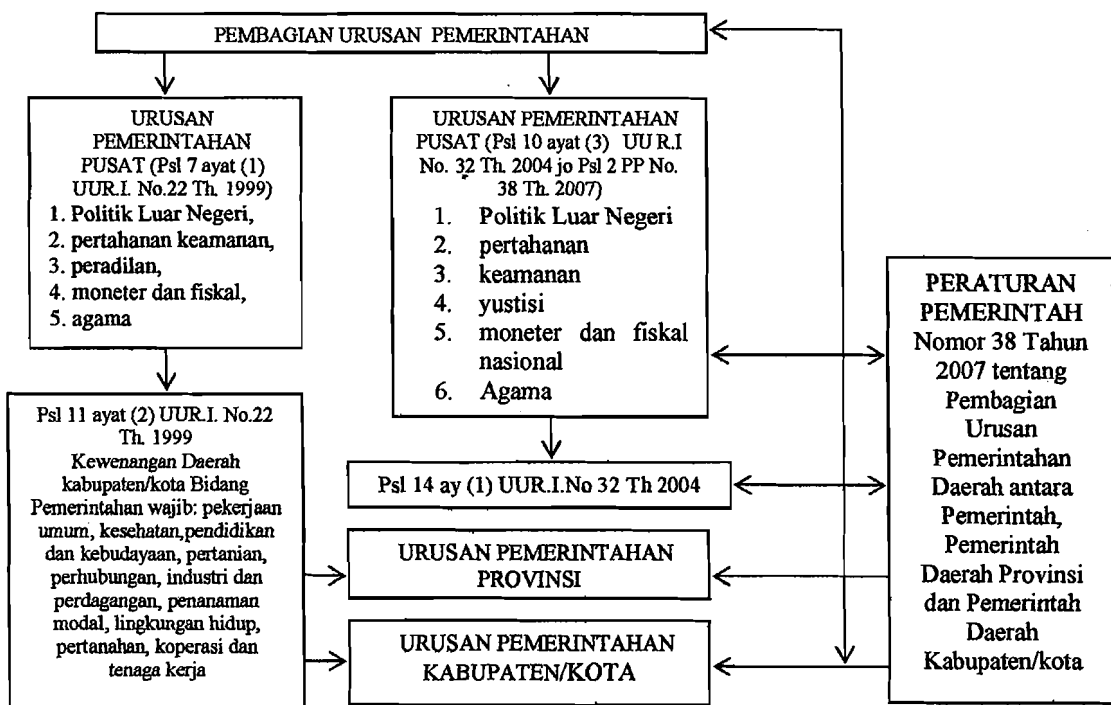 PEMBAGIAN URUSAN PEMERINTAHAN
URUSAN
PEMERINTAHAN
PUSAT (Psl 7 ayat (1)
UUR.I. No.22 Th. 1999)
1. Politik Luar Negeri,
2. pertahanan keamanan,
3. peradilan,
4. moneter dan fiskal,
5. agama
URUSAN PEMERINTAHAN
PUSAT (Psl 10 ayat (3) UU R.I
No. 32 Th. 2004 jo Psl 2 PP No.
38 Th. 2007)
1. Politik Luar Negeri
2. pertahanan
3. keamanan
4. yustisi
5. moneter dan fiskal
nasional
6. Agama
Psl 11 ayat (2) UUR.I. No.22
Th. 1999
Kewenangan Daerah
kabupaten/kota Bidang
Pemerintahan wajib: pekerjaan
umum, kesehatan,pendidikan
dan kebudayaan, pertanian,
perhubungan, industri dan
perdagangan, penanaman
modal, lingkungan hidup,
pertanahan, koperasi dan
tenaga kerja
Psl 14 ay (1) UUR.I.No 32 Th 2004
URUSAN PEMERINTAHAN
PROVINSI
URUSAN PEMERINTAHAN
KABUPATEN/KOTA
PERATURAN
PEMERINTAH
Nomor 38 Tahun
2007 tentang
Pembagian
Urusan
Pemerintahan
Daerah antara
Pemerintah,
Pemerintah
Daerah Provinsi
dan Pemerintah
Daerah
Kabupaten/kota